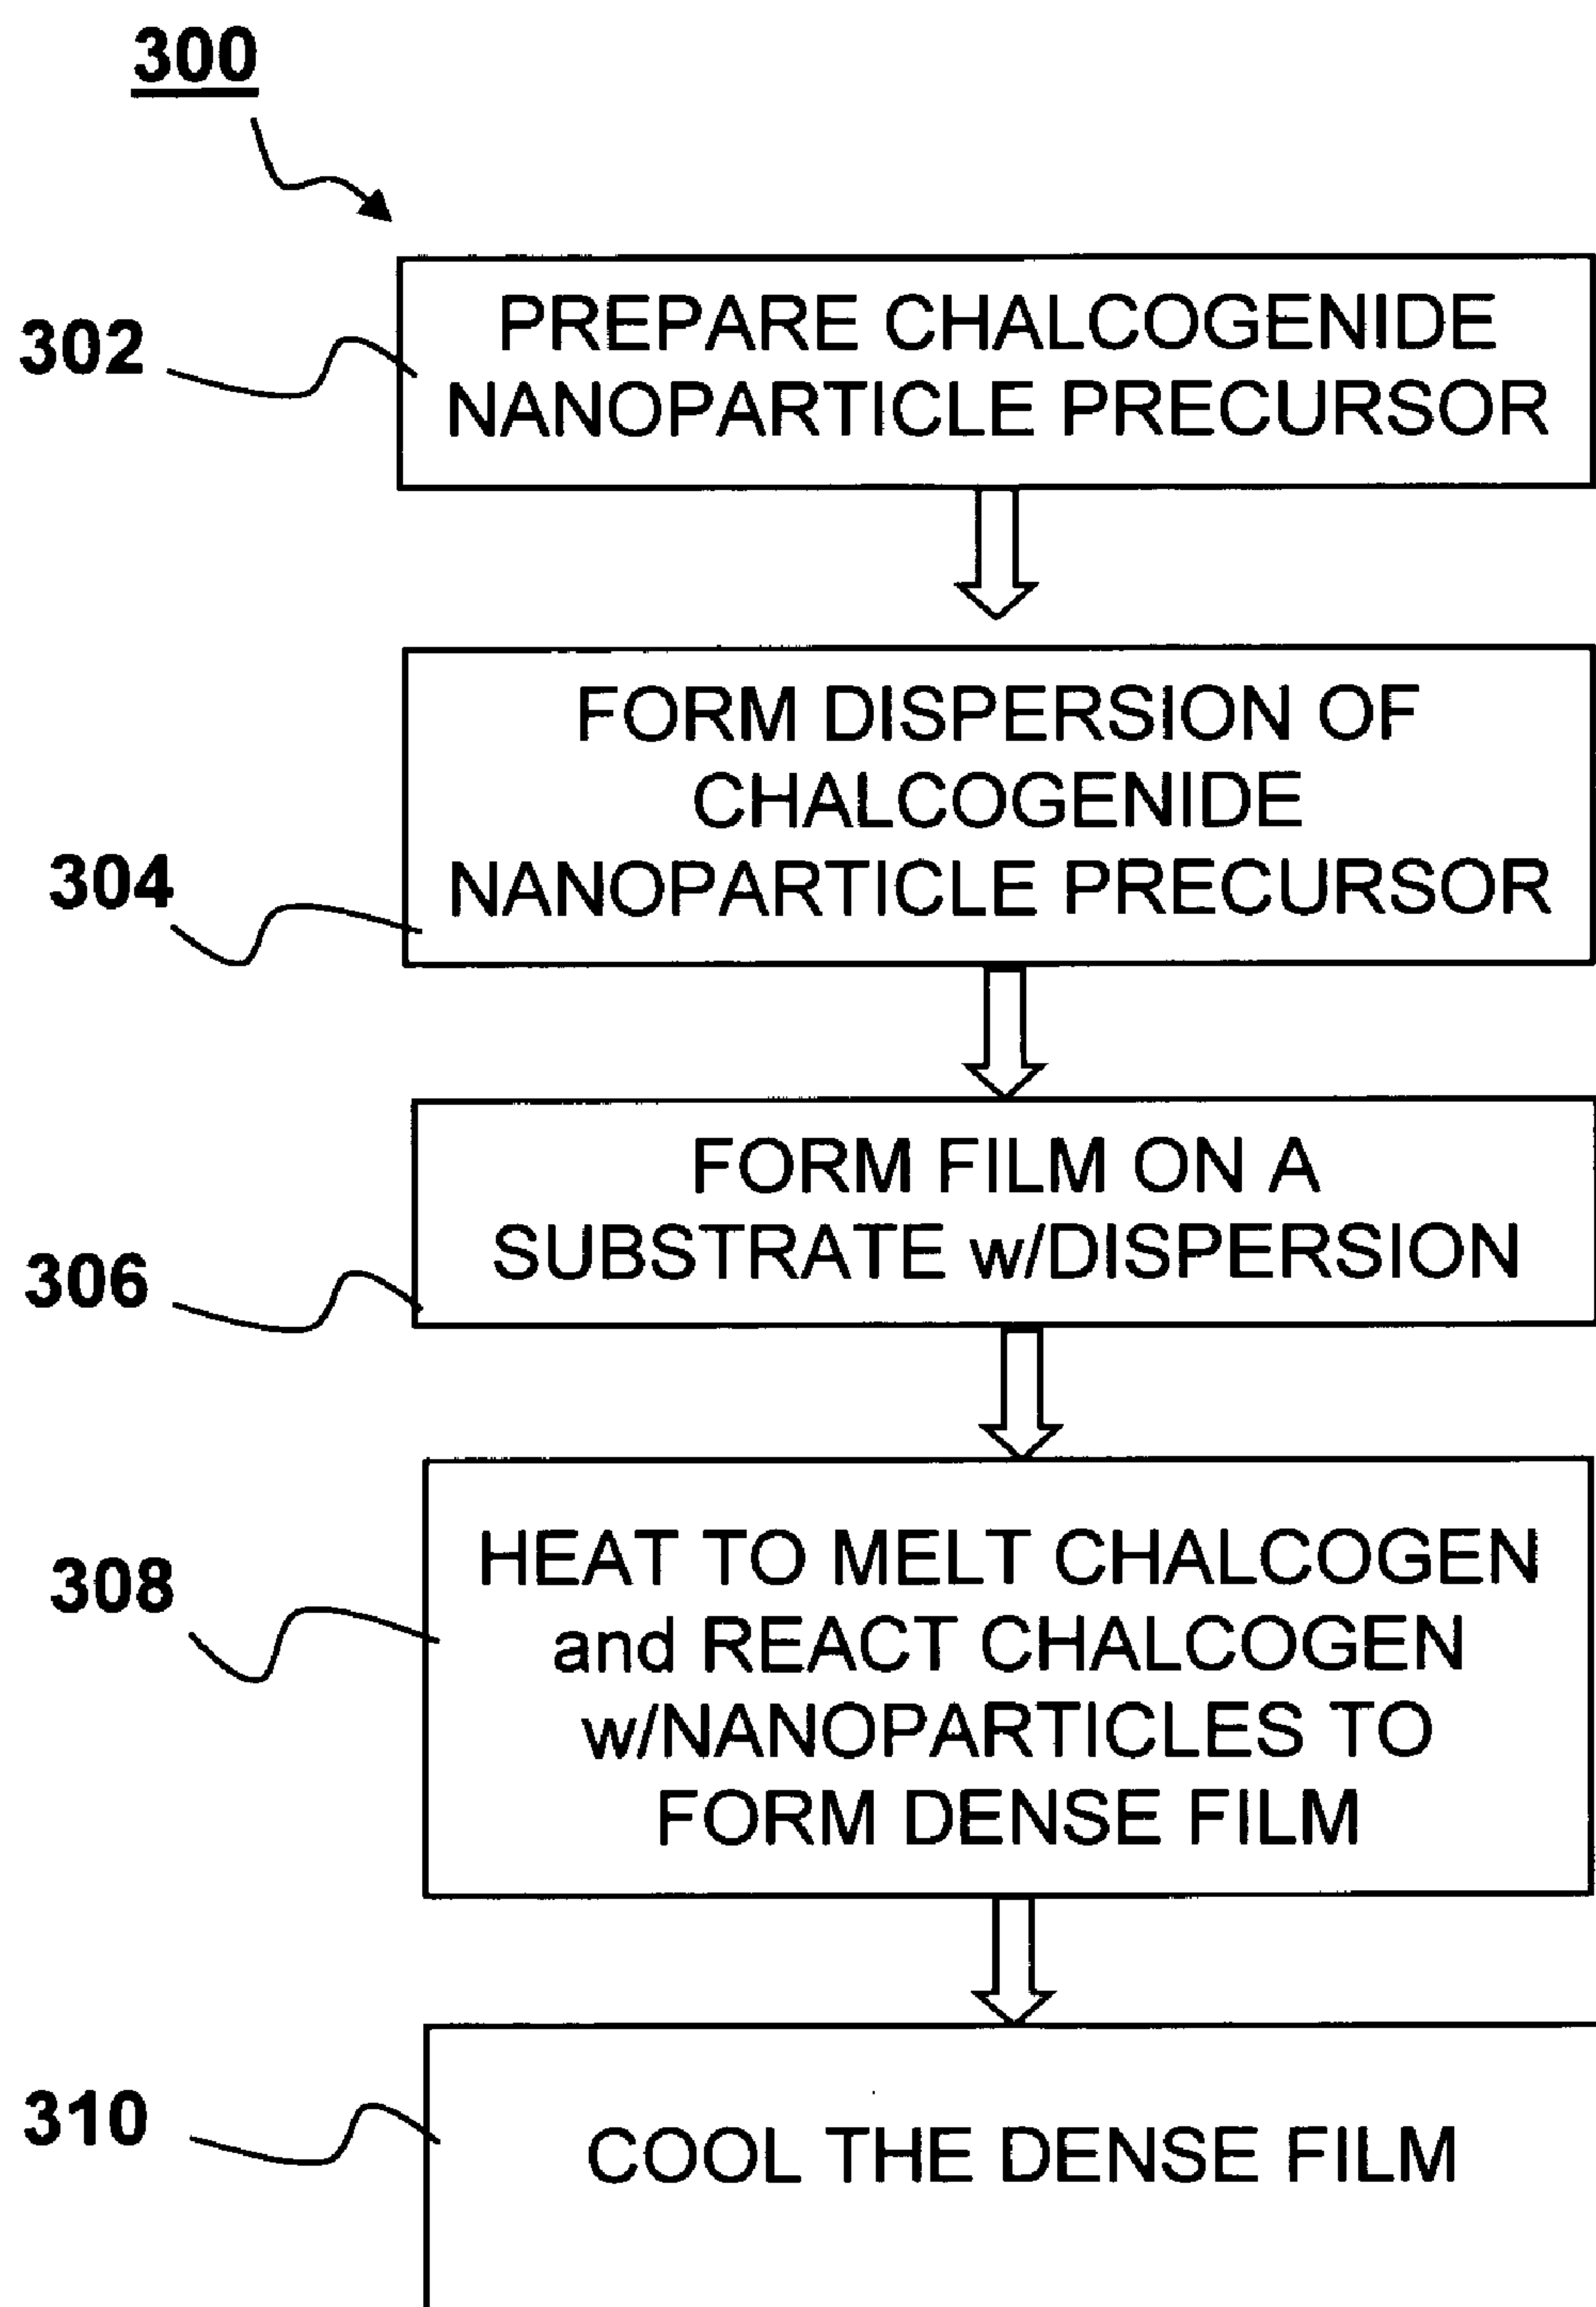 300
302
PREPARE CHALCOGENIDE
NANOPARTICLE PRECURSOR
304
FORM DISPERSION OF
CHALCOGENIDE
NANOPARTICLE PRECURSOR
306
FORM FILM ON A
SUBSTRATE w/DISPERSION
308
HEAT TO MELT CHALCOGEN
and REACT CHALCOGEN
w/NANOPARTICLES TO
FORM DENSE FILM
310
COOL THE DENSE FILM